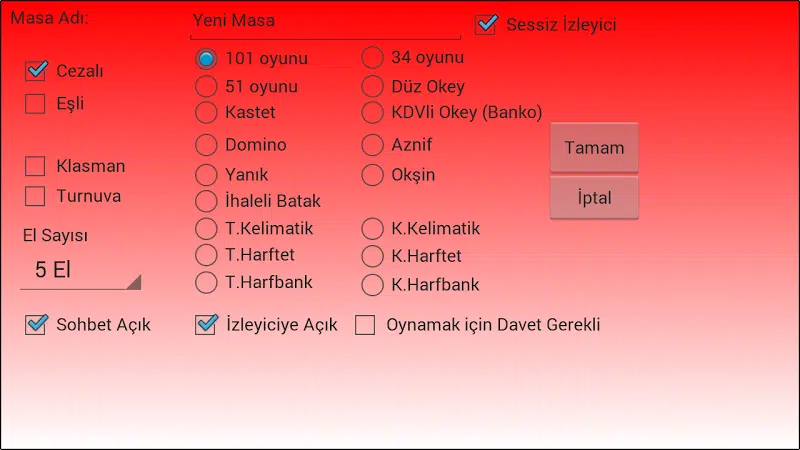 Masa Adı: Yeni Masa Sessiz İzleyici
Cezalı 101 oyunu 34 oyunu
51 oyunu Düz Okey
Eşli Kastet KDVli Okey (Banko)
Domino Aznif Tamam
Klasman Yanık Okşin
Turnuva İhaleli Batak İptal
El Sayısı T.Kelimatik K.Kelimatik
T.Harftet K.Harftet
5 El T.Harfbank K.Harfbank
Sohbet Açık İzleyiciye Açık Oynamak için Davet Gerekli